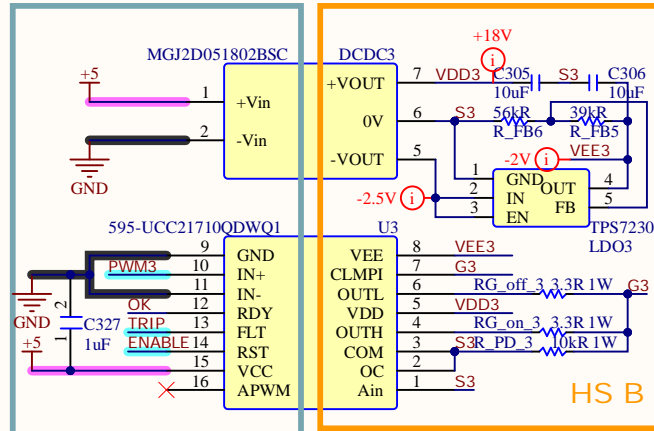 +18V
MGJ2D051802BSC DCDC3
+5 1 +Vin +VOUT 7 VDD3 C305 S3 C306
10uF 10uF
2 -Vin 0V 6 S3 56kR 39kR
R_FB6 R_FB5
GND -VOUT 5 -2V i VEE3
-2.5V i 1 GND OUT 4
2 IN FB 5
3 EN TPS7230
LDO3
595-UCC21710QDWQ1 U3
9 GND VEE 8 VEE3
PWM3 10 IN+ CLMPI 7 G3
11 IN- OUTL 6 RG_off_3 3.3R 1W G3
OK 12 RDY VDD 5 VDD3
GND 2 C327 1 1uF TRIP 13 FLT OUTH 4 RG_on_3 3.3R 1W
+5 ENABLE 14 RST COM 3 S3 R_PD_3 10kR 1W
15 VCC OC 2
16 APWM Ain 1 S3
HS B